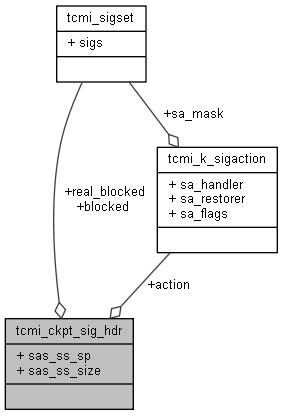 tcmi_sigset
+ sigs
+sa_mask
tcmi_k_sigaction
+ sa_handler
+ sa_restorer
+ sa_flags
+real_blocked
+blocked
+action
tcmi_ckpt_sig_hdr
+ sas_ss_sp
+ sas_ss_size